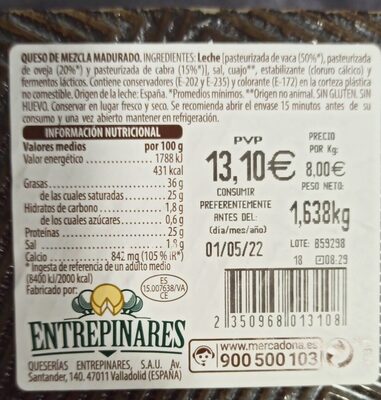 QUESO DE MEZCLA MADURADO. INGREDIENTES: Leche [pasteurizada de vaca (50%*), pasteurizada
de oveja (20%*) y pasteurizada de cabra (15%*)], sal, cuajo**, estabilizante (cloruro cálcico) y
fermentos lácticos. Contiene conservadores (E-202 y E-235) y colorante (E-172) en la corteza plástica
no comestible. Origen de la leche: España. *Promedios mínimos. **Origen no animal. SIN GLUTEN. SIN
HUEVO. Conservar en lugar fresco y seco. Se recomienda abrir el envase 15 minutos antes de su
consumo y una vez abierto mantener en refrigeración.
INFORMACIÓN NUTRICIONAL
Valores medios por 100 g
Valor energético 1788 kJ
431 kcal
Grasas 36 g
de las cuales saturadas 25 g
Hidratos de carbono 1,8 g
de los cuales azúcares 0,6 g
Proteínas 25 g
Sal 1,9 g
Calcio 842 mg (105 % IR*)
* Ingesta de referencia de un adulto medio
(8400 kJ/2000 kcal)
Fabricado por:
ES
15.007638/VA
CE
ENTREPINARES
QUESERÍAS ENTREPINARES, S.A.U. Av.
Santander, 140. 47011 Valladolid (ESPAÑA)
PVP
13,10€
PRECIO
POR Kg:
8,00€
PESO NETO:
1,638kg
CONSUMIR
PREFERENTEMENTE
ANTES DEL:
(dia/mes/año)
01/05/22
LOTE: B59298
18 08:29
2 350968 013108
www.mercadona.es
900 500 103